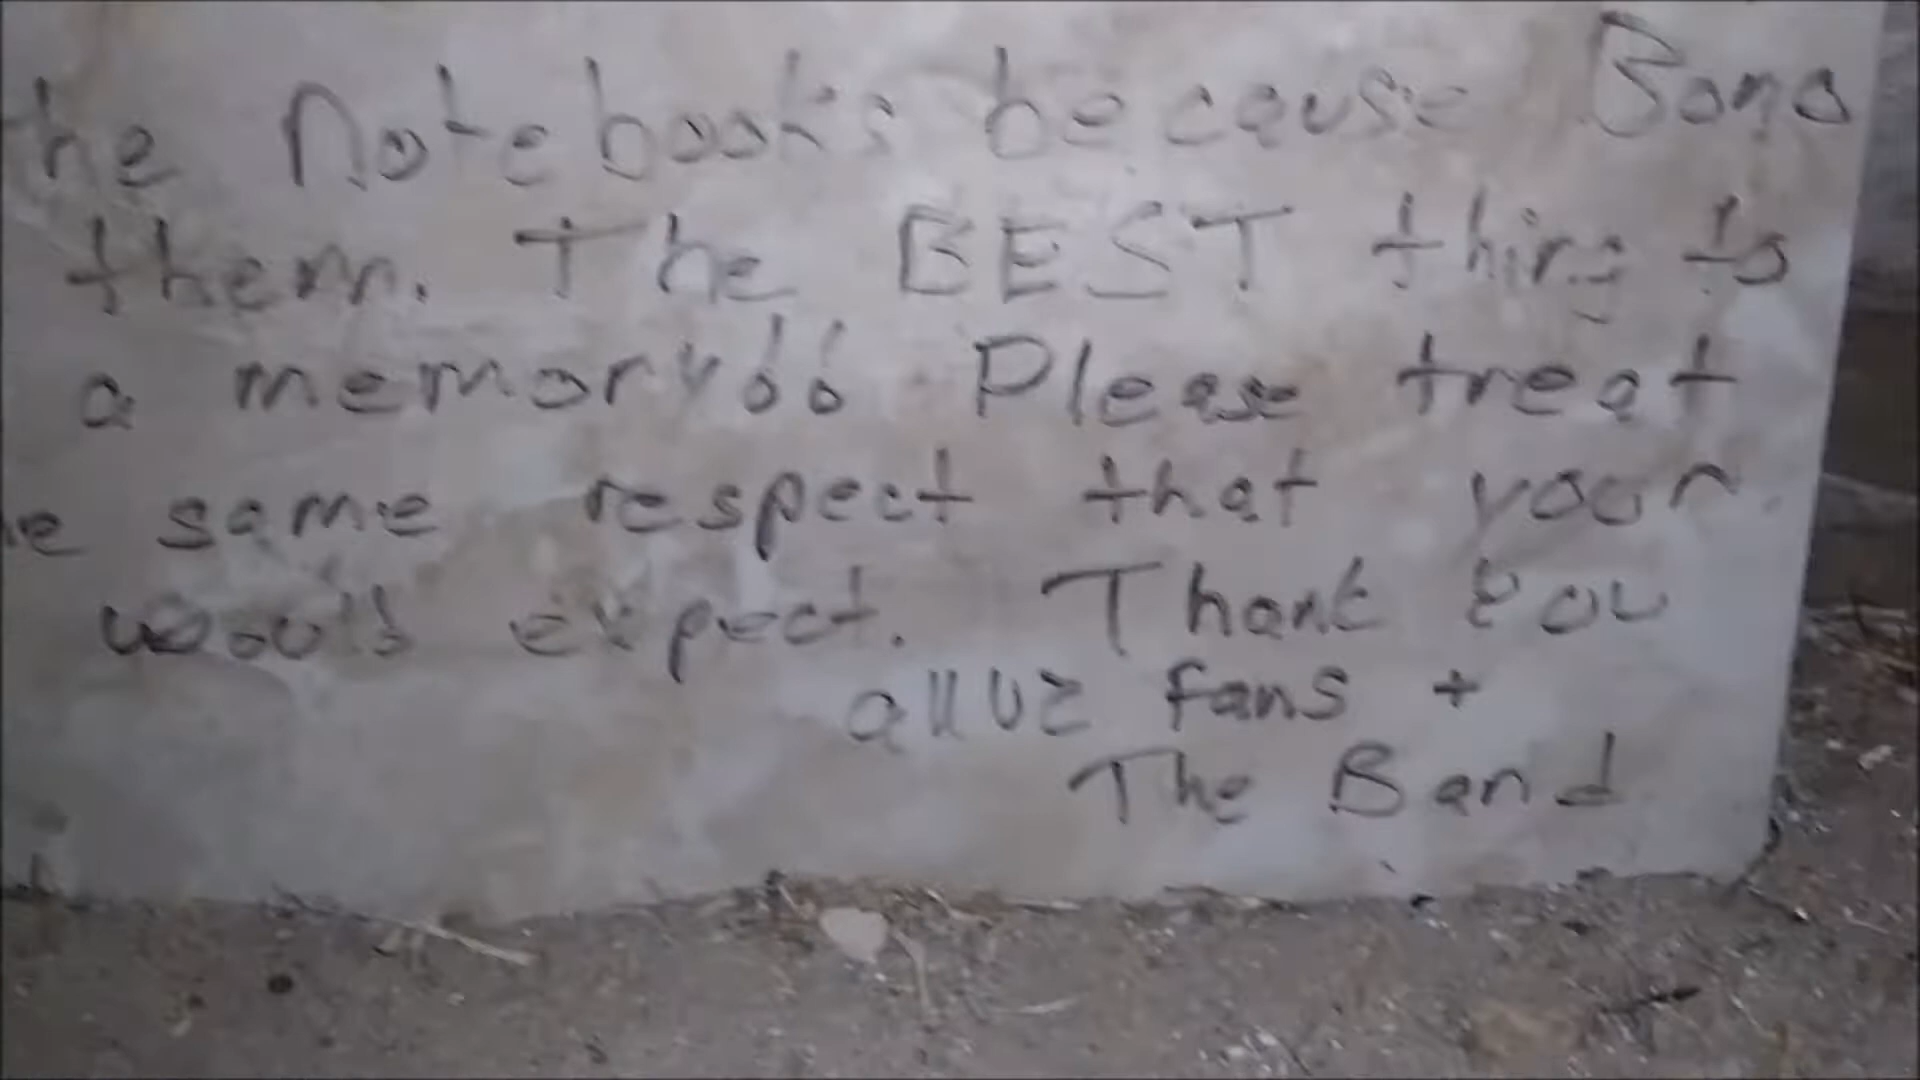 he Notebooks because Bono
them. The BEST thing to
a memory!! Please treat
e same respect that your
would expect. Thank You
all U2 fans +
The Band